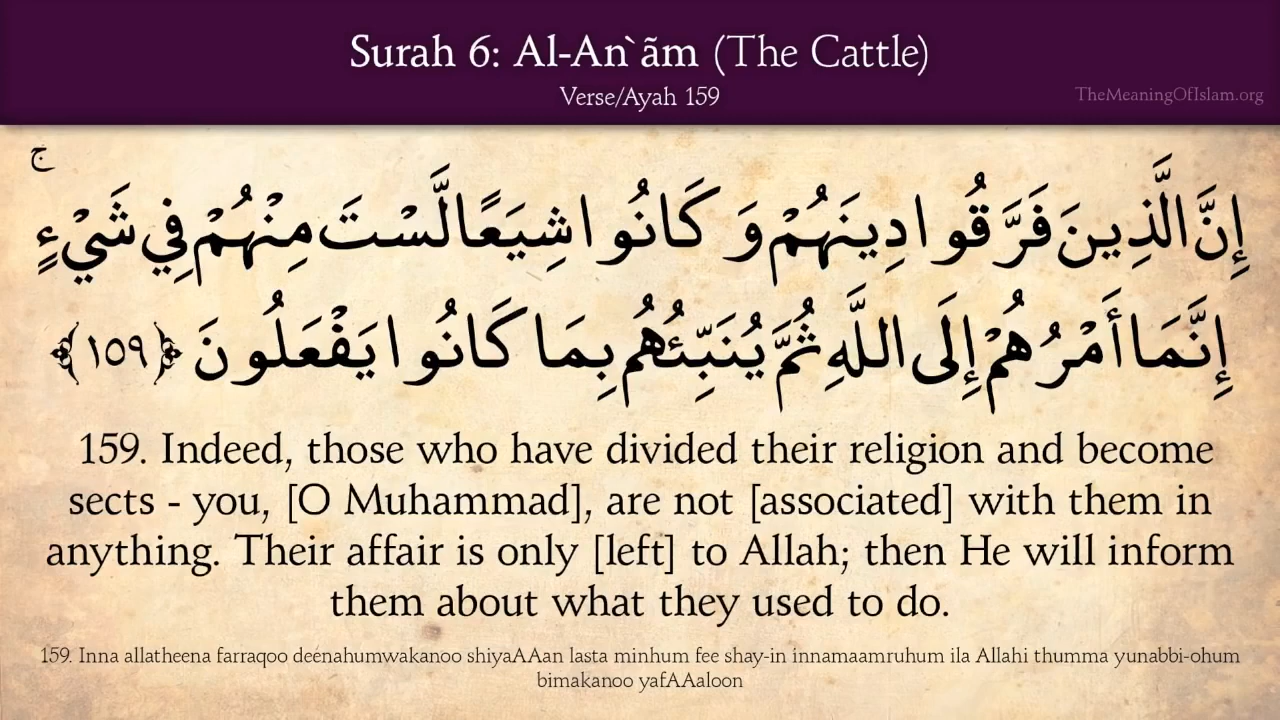 Surah 6: Al-An`ãm (The Cattle)
Verse/Ayah 159
TheMeaningOfIslam.org
إِنَّ الَّذِينَ فَرَّقُوا دِينَهُمْ وَكَانُوا شِيَعًا لَّسْتَ مِنْهُمْ فِي شَيْءٍ ۚ
إِنَّمَا أَمْرُهُمْ إِلَى اللَّهِ ثُمَّ يُنَبِّئُهُم بِمَا كَانُوا يَفْعَلُونَ ﴿١٥٩﴾
159. Indeed, those who have divided their religion and become
sects - you, [O Muhammad], are not [associated] with them in
anything. Their affair is only [left] to Allah; then He will inform
them about what they used to do.
159. Inna allatheena farraqoo deenahumwakanoo shiyaAAan lasta minhum fee shay-in innamaamruhum ila Allahi thumma yunabbi-ohum
bimakanoo yafAAaloon